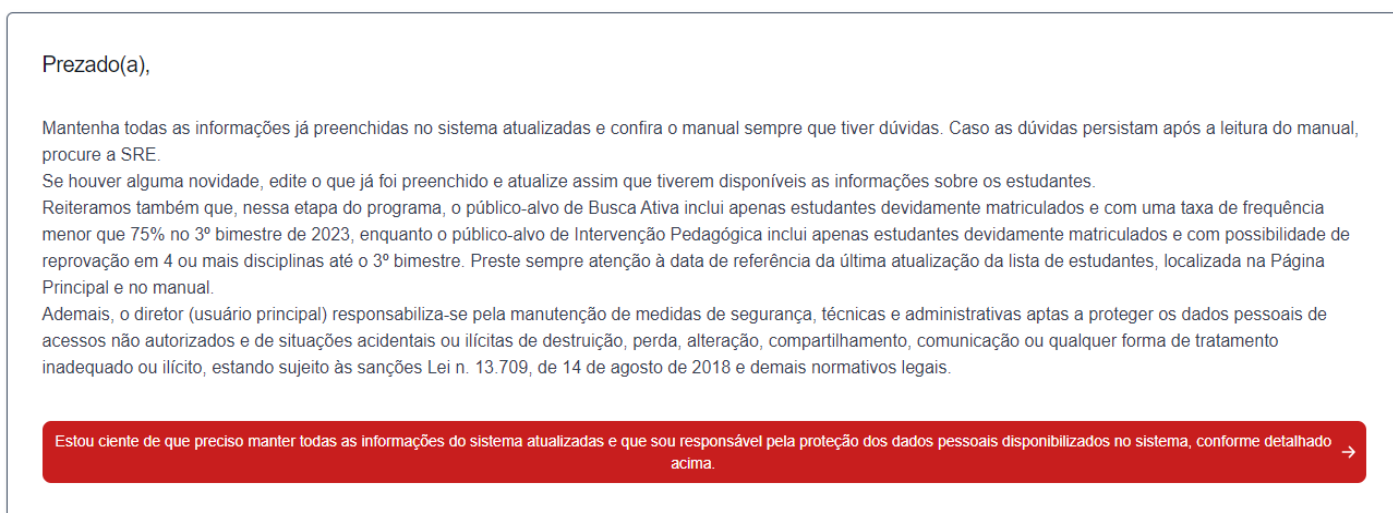 Prezado(a),
Mantenha todas as informações já preenchidas no sistema atualizadas e confira o manual sempre que tiver dúvidas. Caso as dúvidas persistam após a leitura do manual,
procure a SRE.
Se houver alguma novidade, edite o que já foi preenchido e atualize assim que tiverem disponíveis as informações sobre os estudantes.
Reiteramos também que, nessa etapa do programa, o público-alvo de Busca Ativa inclui apenas estudantes devidamente matriculados e com uma taxa de frequência
menor que 75% no 3º bimestre de 2023, enquanto o público-alvo de Intervenção Pedagógica inclui apenas estudantes devidamente matriculados e com possibilidade de
reprovação em 4 ou mais disciplinas até o 3º bimestre. Preste sempre atenção à data de referência da última atualização da lista de estudantes, localizada na Página
Principal e no manual.
Ademais, o diretor (usuário principal) responsabiliza-se pela manutenção de medidas de segurança, técnicas e administrativas aptas a proteger os dados pessoais de
acessos não autorizados e de situações acidentais ou ilícitas de destruição, perda, alteração, compartilhamento, comunicação ou qualquer forma de tratamento
inadequado ou ilícito, estando sujeito às sanções Lei n. 13.709, de 14 de agosto de 2018 e demais normativos legais.
Estou ciente de que preciso manter todas as informações do sistema atualizadas e que sou responsável pela proteção dos dados pessoais disponibilizados no sistema, conforme detalhado
acima.